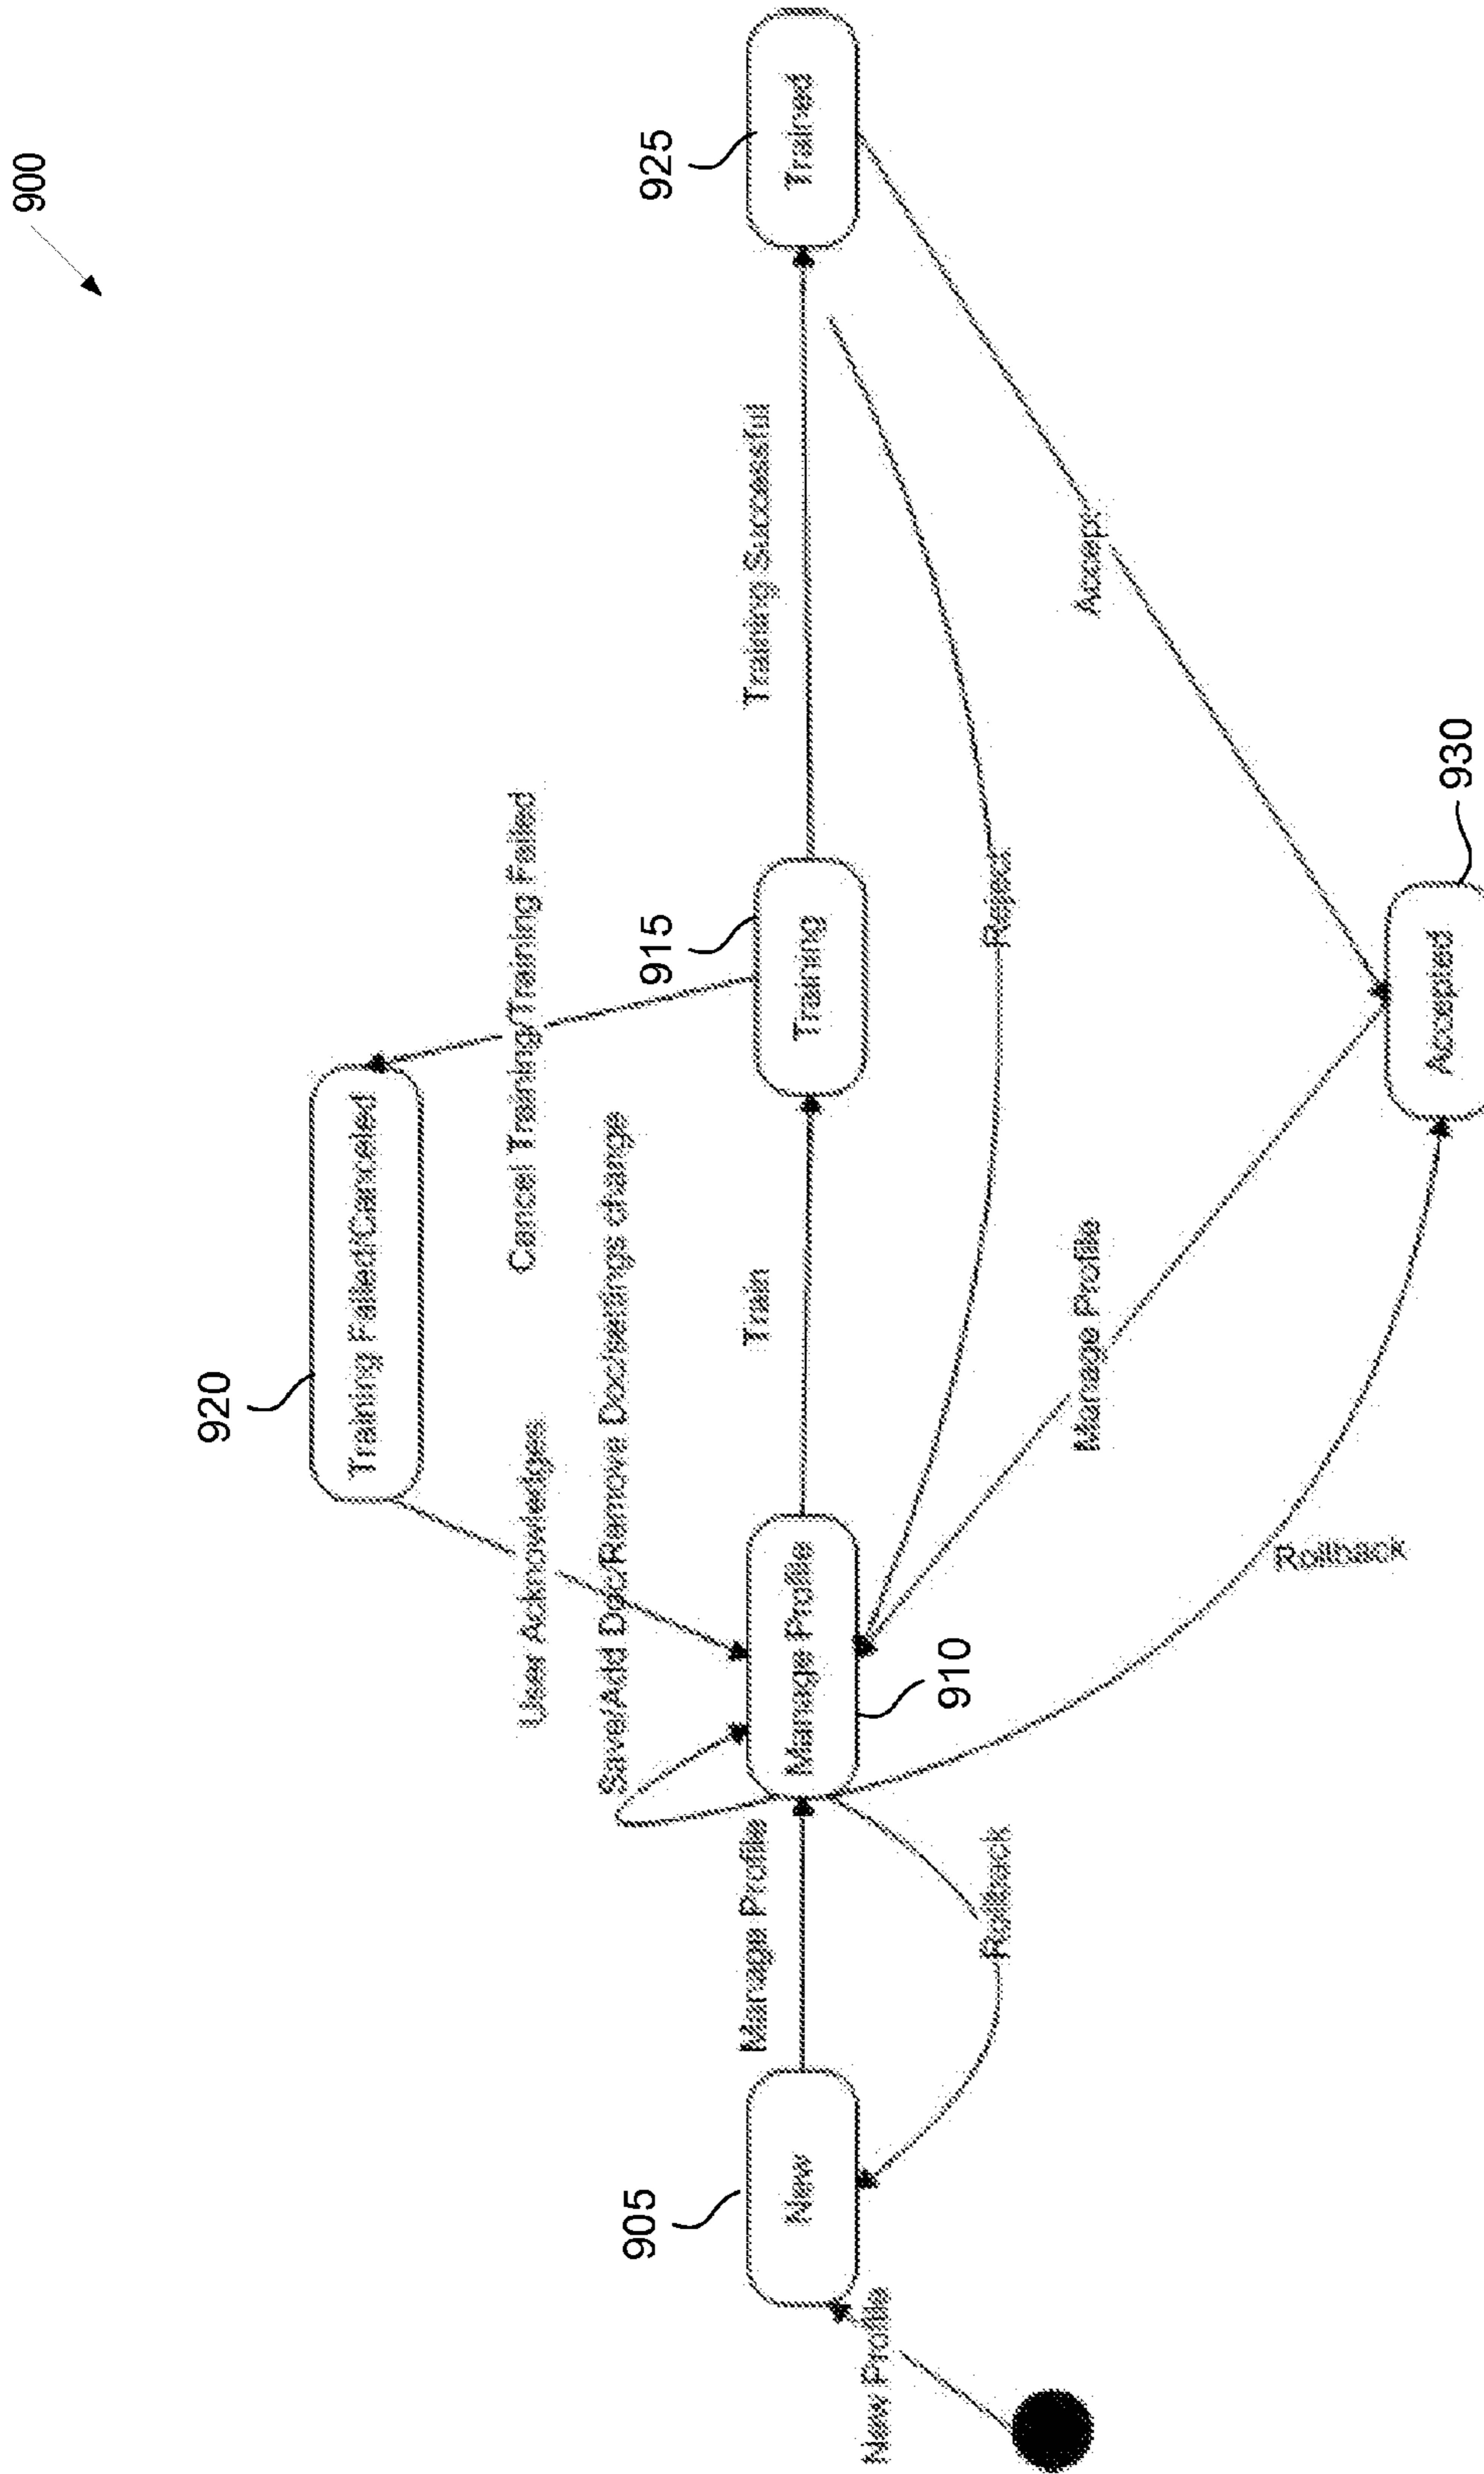 900
920
Training Failed/Canceled
User Acknowledges
Cancel Training/Training Failed
Save/Add Doc/Remove Doc/settings change
905
New
Manage Profile
Manage Profile
910
Train
915
Training
Training Successful
925
Trained
New Profile
Rollback
Reject
Manage Profile
Accept
Rollback
Accepted
930